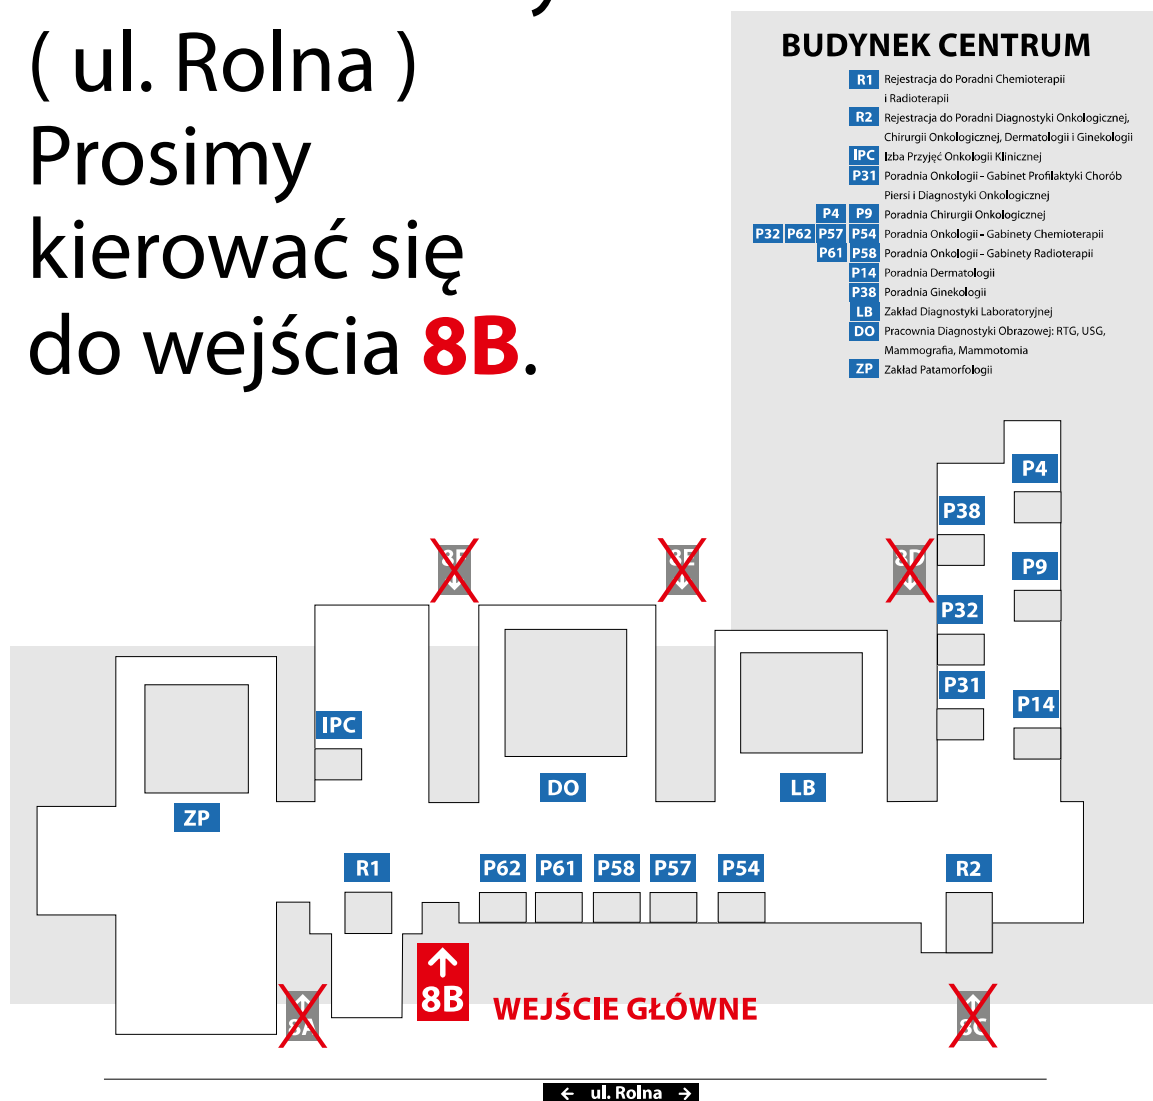 ( ul. Rolna )
Prosimy
kierować się
do wejścia 8B.
BUDYNEK CENTRUM
R1 Rejestracja do Poradni Chemioterapii
i Radioterapii
R2 Rejestracja do Poradni Diagnostyki Onkologicznej,
Chirurgii Onkologicznej, Dermatologii i Ginekologii
IPC Izba Przyjęć Onkologii Klinicznej
P31 Poradnia Onkologii - Gabinet Profilaktyki Chorób
Piersi i Diagnostyki Onkologicznej
P4 P9 Poradnia Chirurgii Onkologicznej
P32 P62 P57 P54 Poradnia Onkologii - Gabinety Chemioterapii
P61 P58 Poradnia Onkologii - Gabinety Radioterapii
P14 Poradnia Dermatologii
P38 Poradnia Ginekologii
LB Zakład Diagnostyki Laboratoryjnej
DO Pracownia Diagnostyki Obrazowej: RTG, USG,
Mammografia, Mammotomia
ZP Zakład Patamorfologii
P4
P38
8E
8D
P9
P32
P31
P14
IPC
DO
LB
ZP
R1
P62
P61
P58
P57
P54
R2
8B
WEJŚCIE GŁÓWNE
8A
8C
← ul. Rolna →